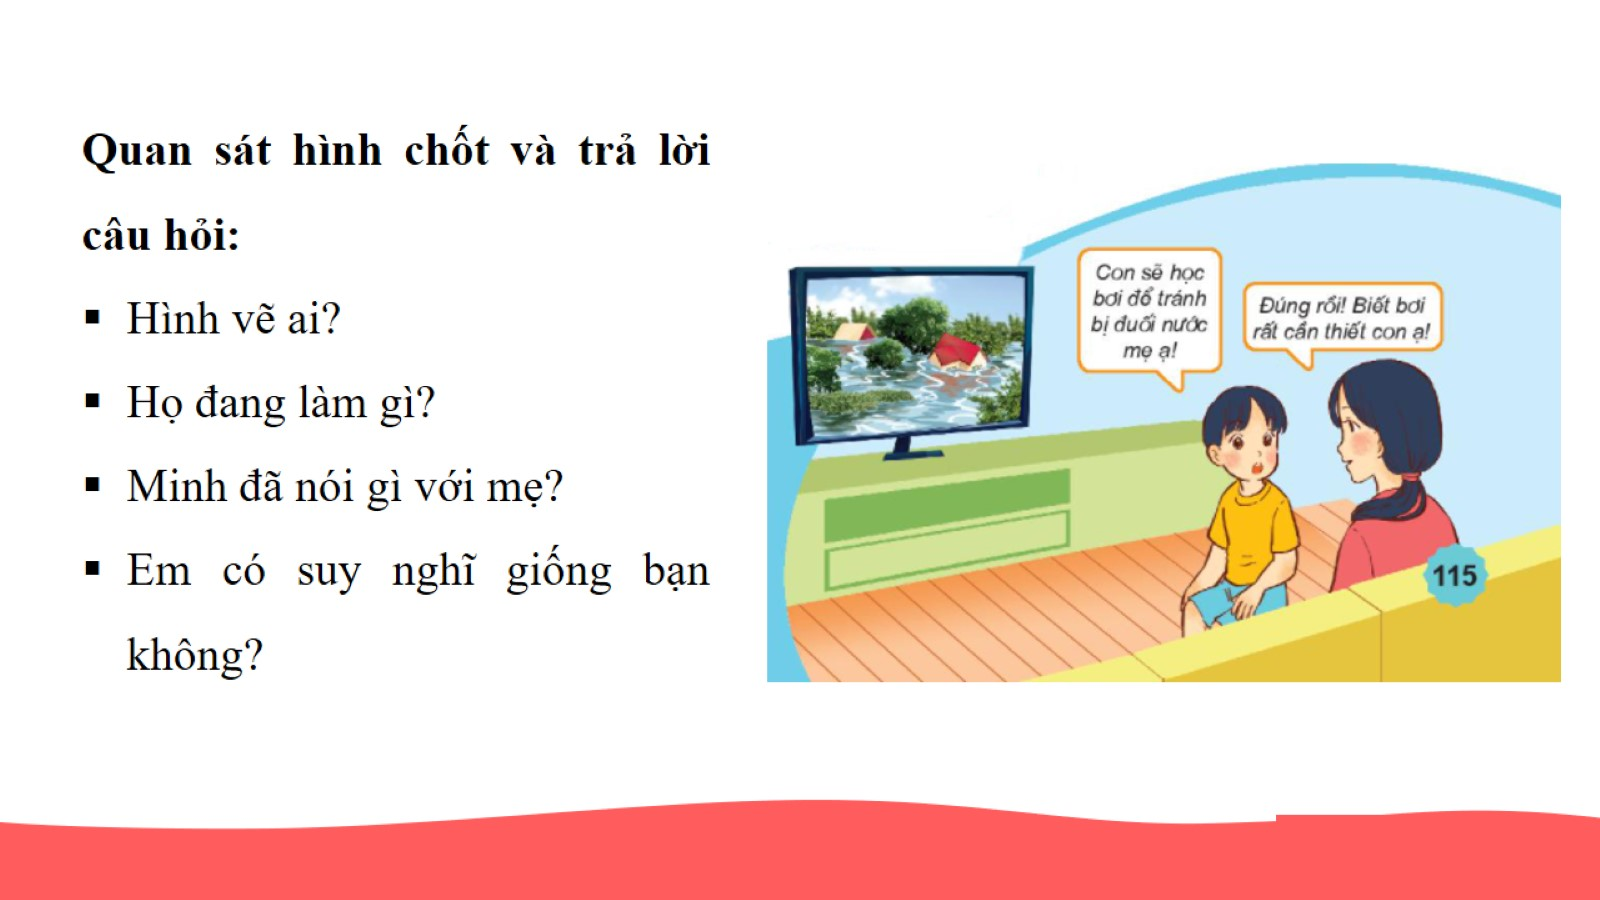 Quan sát hình chốt và trả lời
câu hỏi:
▪ Hình vẽ ai?
▪ Họ đang làm gì?
▪ Minh đã nói gì với mẹ?
▪ Em có suy nghĩ giống bạn
không?
Con sẽ học
bơi để tránh
bị đuối nước
mẹ ạ!
Đúng rồi! Biết bơi
rất cần thiết con ạ!
115